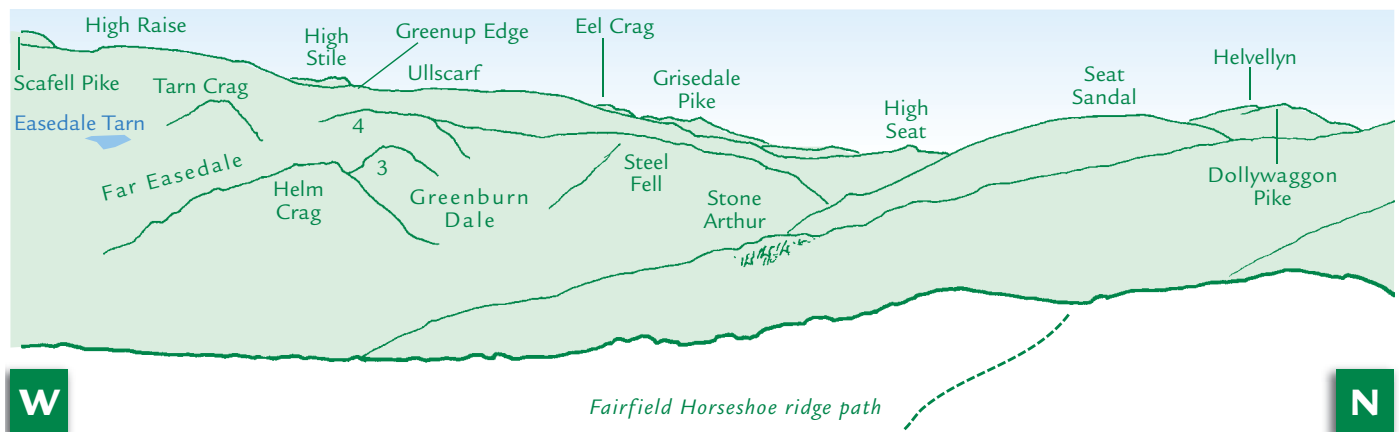 High Raise
High
Stile
Greenup Edge
Eel Crag
Helvellyn
Scafell Pike
Tarn Crag
Ullscarf
Grisedale
Pike
Seat
Sandal
Easedale Tarn
4
High
Seat
Far Easedale
3
Helm
Crag
Greenburn
Dale
Steel
Fell
Stone
Arthur
Dollywaggon
Pike
W
Fairfield Horseshoe ridge path
N